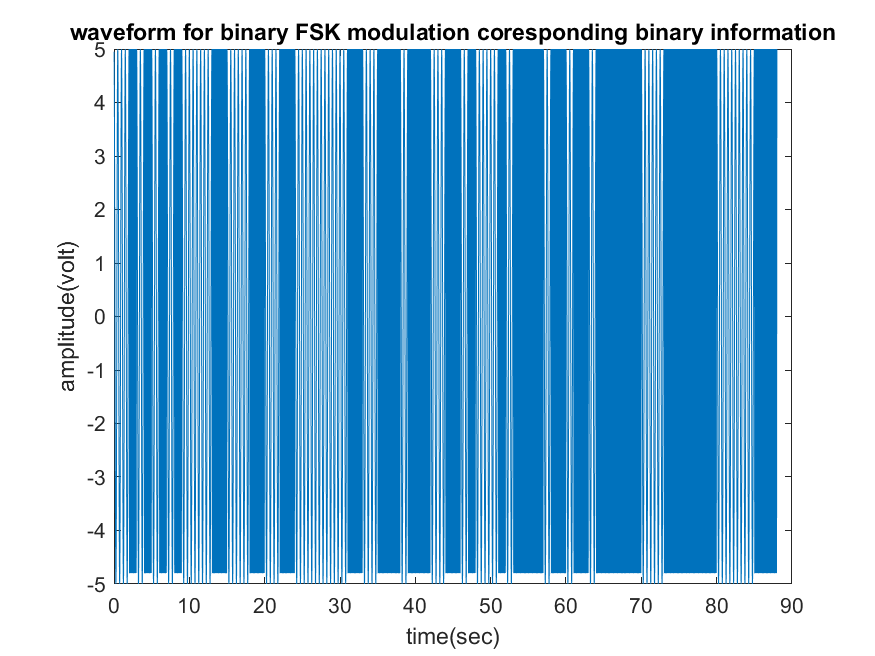 waveform for binary FSK modulation coresponding binary information
5
4
3
2
1
0
-1
-2
-3
-4
-5
amplitude(volt)
0 10 20 30 40 50 60 70 80 90
time(sec)